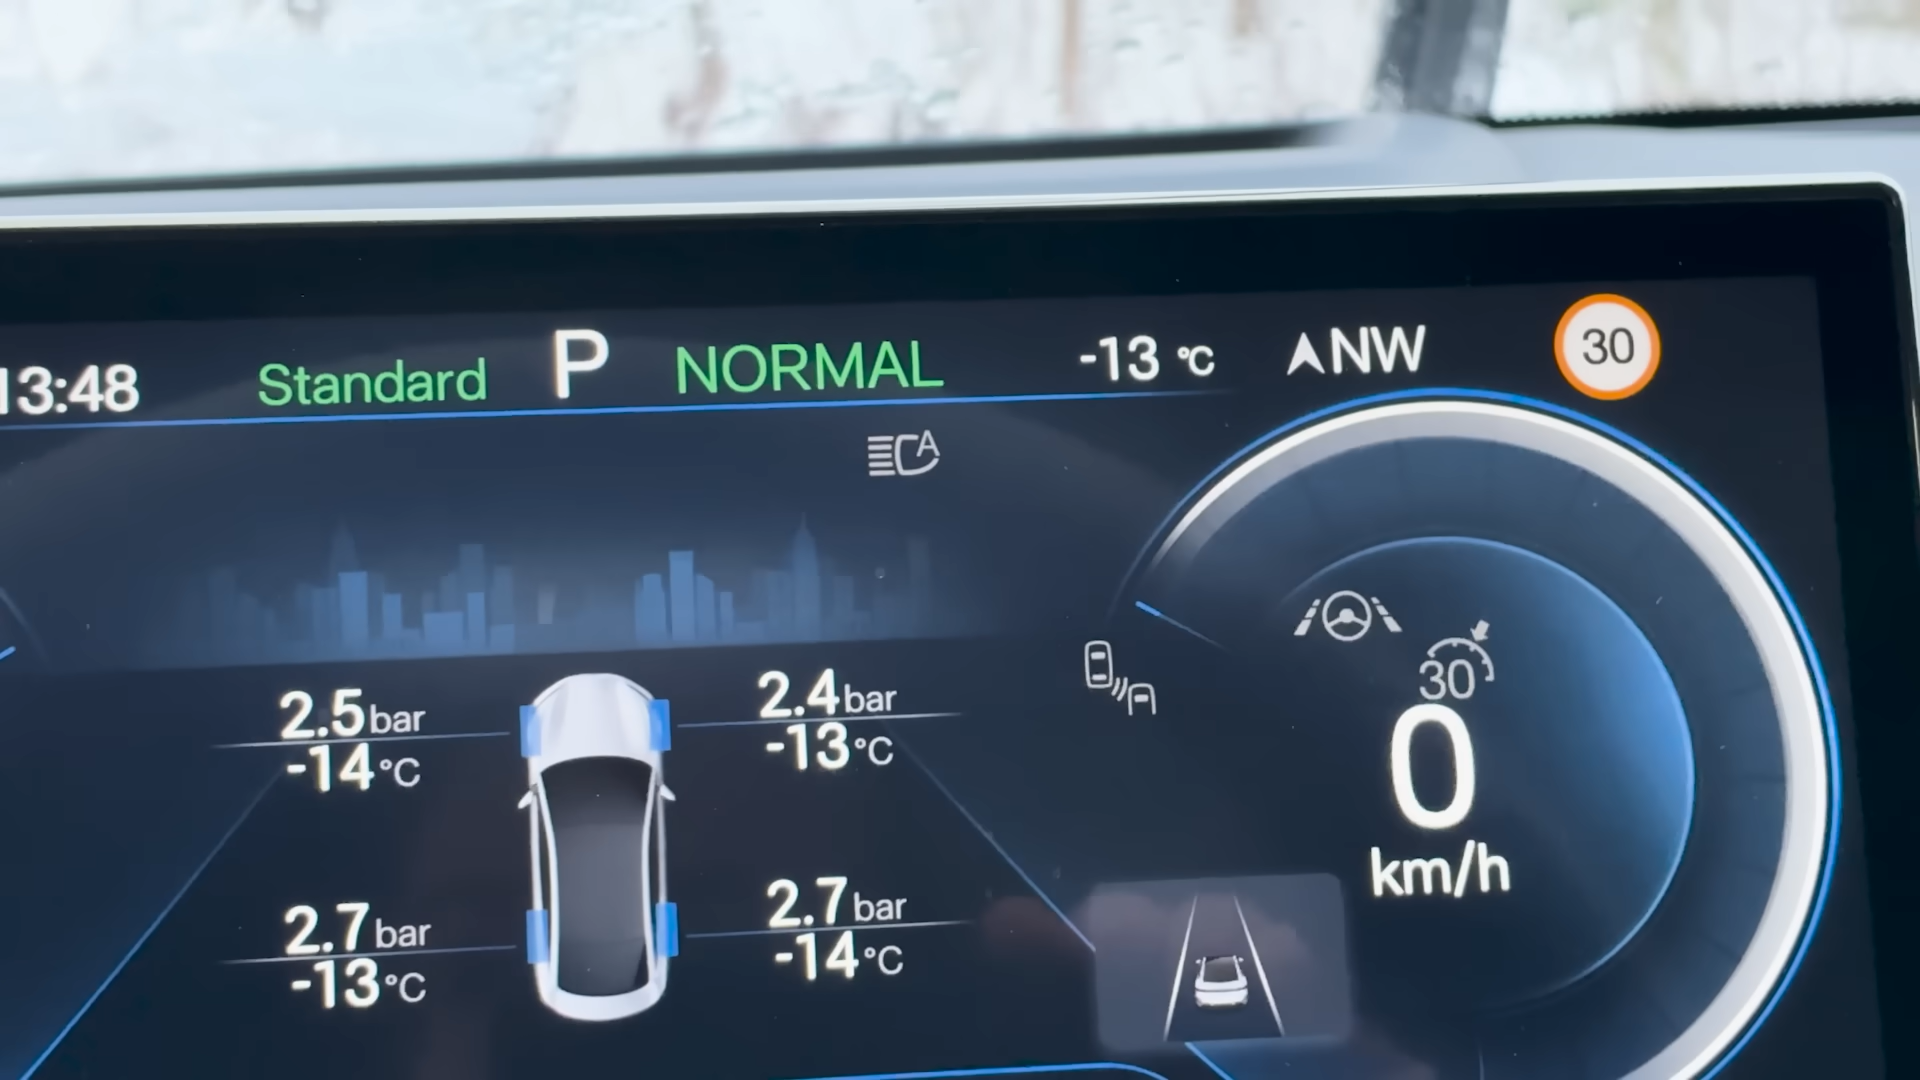 13:48 Standard P NORMAL -13 °C NW 30
A
2.5 bar
-14 °C
2.4 bar
-13 °C
2.7 bar
-13 °C
2.7 bar
-14 °C
30
0
km/h